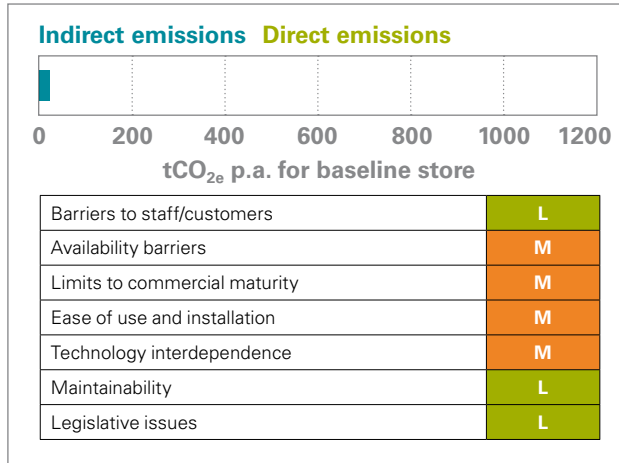 Indirect emissions Direct emissions
0 200 400 600 800 1000 1200
tCO2e p.a. for baseline store
Barriers to staff/customers L
Availability barriers M
Limits to commercial maturity M
Ease of use and installation M
Technology interdependence M
Maintainability L
Legislative issues L